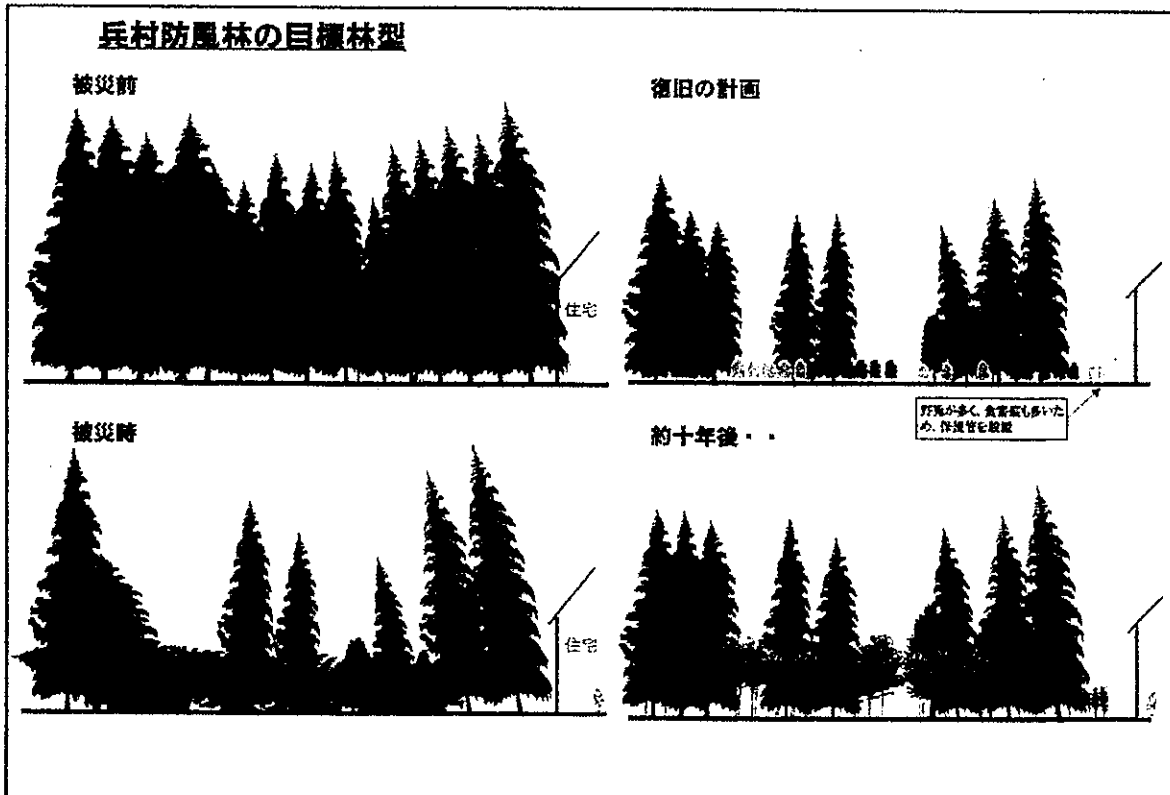 兵村防風林の目標林型
被災前
復旧の計画
住宅
野兎が多く、食害痕も多いた
め、保護管を設置
被災時
約十年後・・
住宅